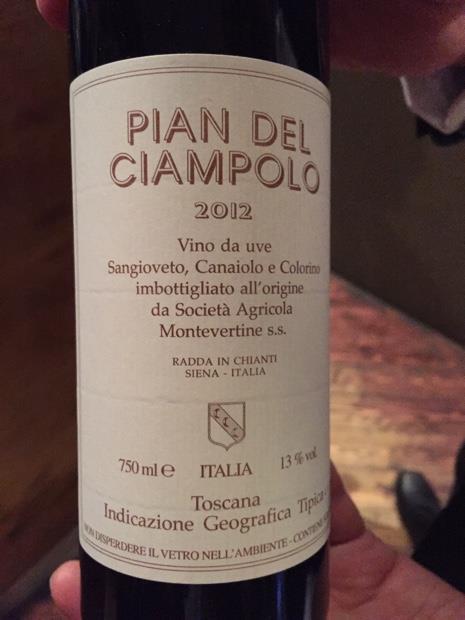 PIAN DEL
CIAMPOLO
2012
Vino da uve
Sangioveto, Canaiolo e Colorino
imbottigliato all'origine
da Società Agricola
Montevertine s.s.
RADDA IN CHIANTI
SIENA - ITALIA
750 ml e ITALIA 13 % vol
Toscana
Indicazione Geografica Tipica
NON DISPERDERE IL VETRO NELL'AMBIENTE - CONTIENE